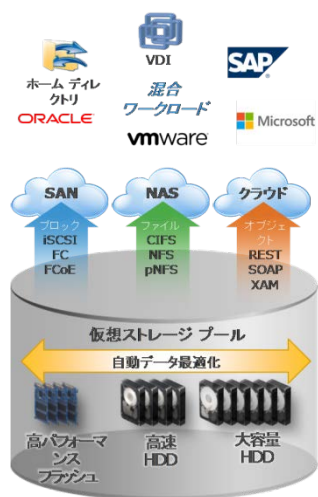 VDI
ホーム ディレ
クトリ
SAP
混合
ワークロード
ORACLE
Microsoft
vmware
SAN
NAS
クラウド
ブロック
iSCSI
FC
FCoE
ファイル
CIFS
NFS
pNFS
オブジェ
クト
REST
SOAP
XAM
仮想ストレージ プール
自動データ最適化
高パフォーマ
ンス
フラッシュ
高速
HDD
大容量
HDD